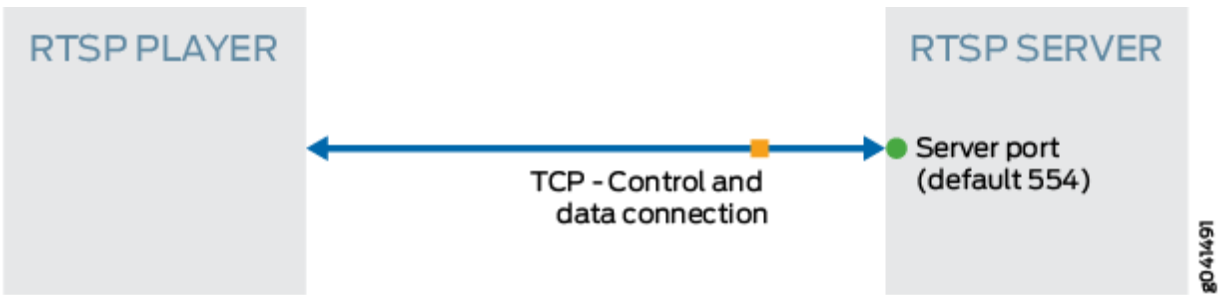 RTSP PLAYER
RTSP SERVER
TCP - Control and
data connection
Server port
(default 554)
g041491